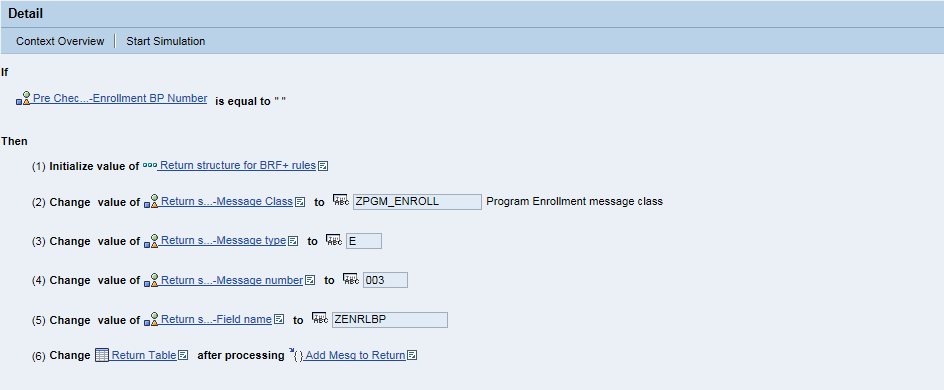 Detail
Context Overview Start Simulation
If
Pre Chec...-Enrollment BP Number is equal to " "
Then
(1) Initialize value of Return structure for BRF+ rules
(2) Change value of Return s...-Message Class to ZPGM_ENROLL Program Enrollment message class
(3) Change value of Return s...-Message type to E
(4) Change value of Return s...-Message number to 003
(5) Change value of Return s...-Field name to ZENRLBP
(6) Change Return Table after processing Add Mesg to Return